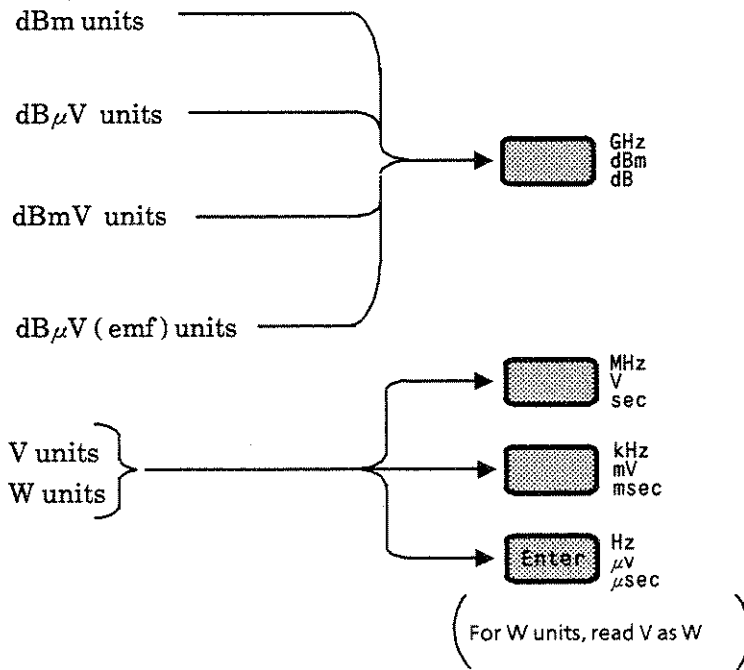 dBm units
dBμV units
GHz
dBm
dB
dBmV units
dBμV (emf) units
MHz
V
sec
V units
W units
kHz
mV
msec
Enter
Hz
μv
μsec
For W units, read V as W